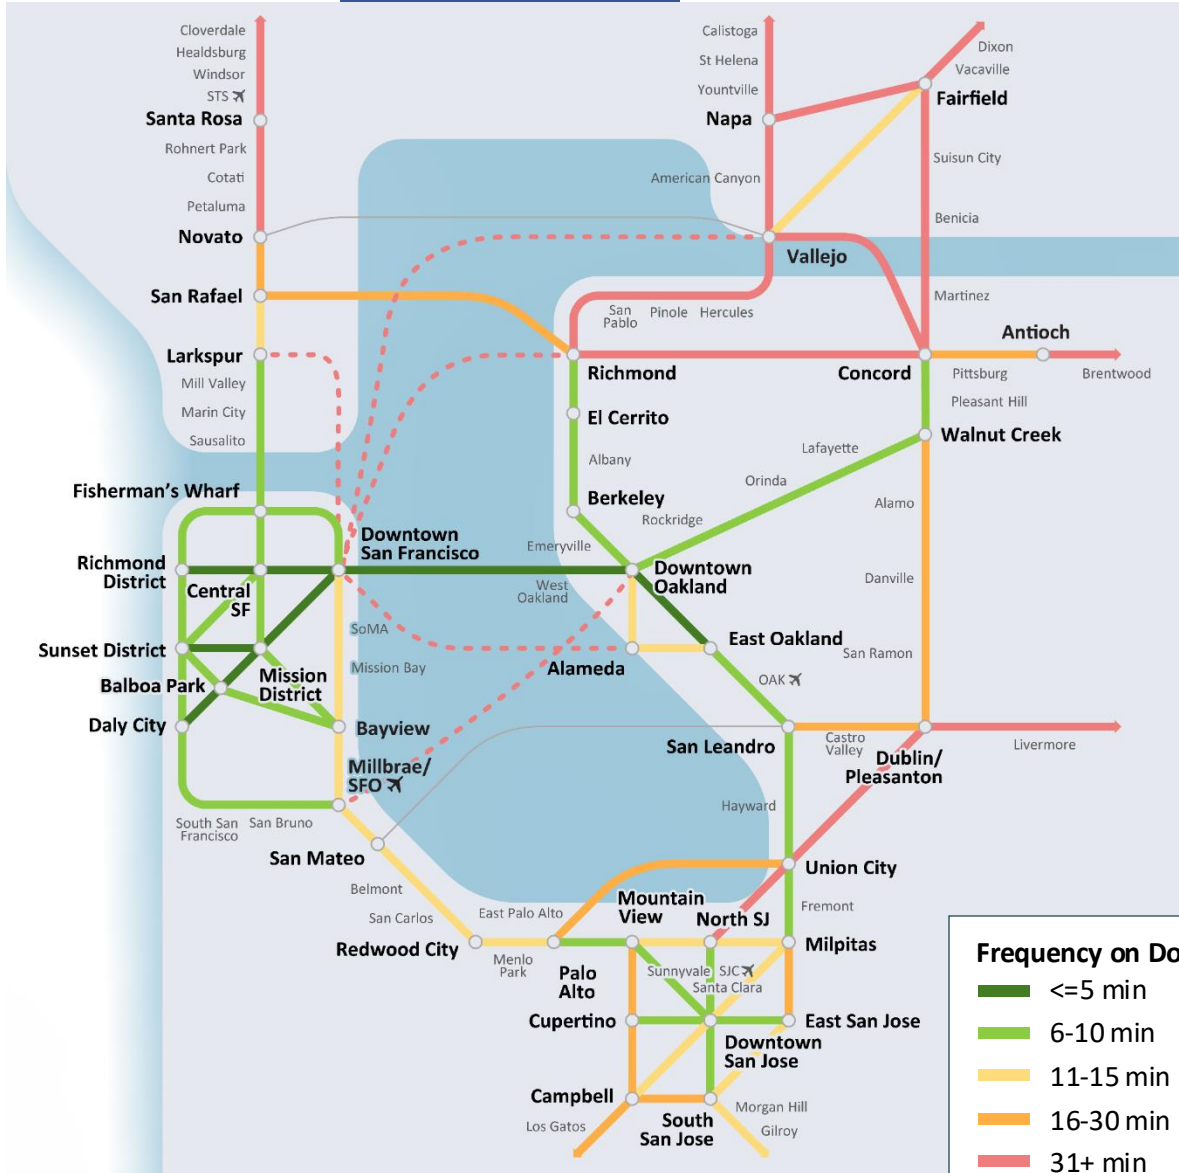 Cloverdale
Healdsburg
Windsor
STS
Santa Rosa
Rohnert Park
Cotati
Petaluma
Novato
San Rafael
Larkspur
Mill Valley
Marin City
Sausalito
Fisherman's Wharf
Richmond
District
Central
SF
Sunset District
Balboa Park
Mission
District
Daly City
Downtown
San Francisco
SoMA
Mission Bay
Bayview
Millbrae/
SFO
South San
Francisco
San Bruno
San Mateo
Belmont
San Carlos
Redwood City
Menlo
Park
East Palo Alto
Palo
Alto
Calistoga
St Helena
Yountville
Napa
American Canyon
Vallejo
Dixon
Vacaville
Fairfield
Suisun City
Benicia
Martinez
San
Pablo
Pinole
Hercules
Richmond
El Cerrito
Albany
Berkeley
Emeryville
West
Oakland
Rockridge
Orinda
Lafayette
Concord
Antioch
Pittsburg
Brentwood
Pleasant Hill
Walnut Creek
Alamo
Danville
San Ramon
Downtown
Oakland
East Oakland
Alameda
OAK
San Leandro
Castro
Valley
Dublin/
Pleasanton
Livermore
Hayward
Union City
Fremont
Mountain
View
North SJ
Milpitas
Sunnyvale
SJC
Santa Clara
Cupertino
East San Jose
Downtown
San Jose
Campbell
Los Gatos
South
San Jose
Morgan Hill
Gilroy
Frequency on Do
<=5 min
6-10 min
11-15 min
16-30 min
31+ min